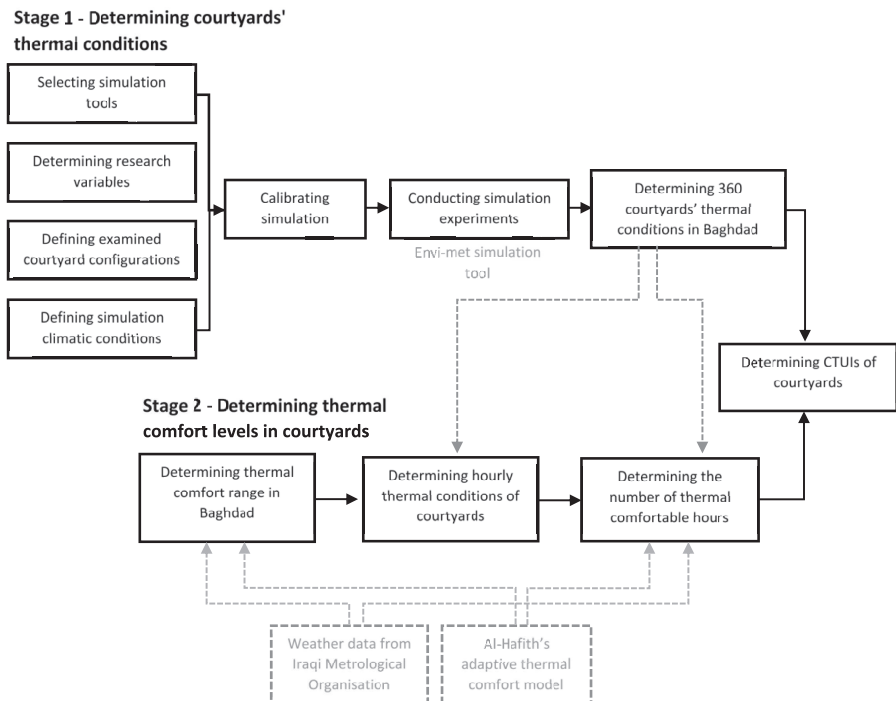 Stage 1 - Determining courtyards'
thermal conditions
Selecting simulation
tools
Determining research
variables
Defining examined
courtyard configurations
Defining simulation
climatic conditions
Calibrating
simulation
Conducting simulation
experiments
Envi-met simulation
tool
Determining 360
courtyards’ thermal
conditions in Baghdad
Determining CTUIs of
courtyards
Stage 2 - Determining thermal
comfort levels in courtyards
Determining thermal
comfort range in
Baghdad
Determining hourly
thermal conditions of
courtyards
Determining the
number of thermal
comfortable hours
Weather data from
Iraqi Metrological
Organisation
Al-Hafith’s
adaptive thermal
comfort model